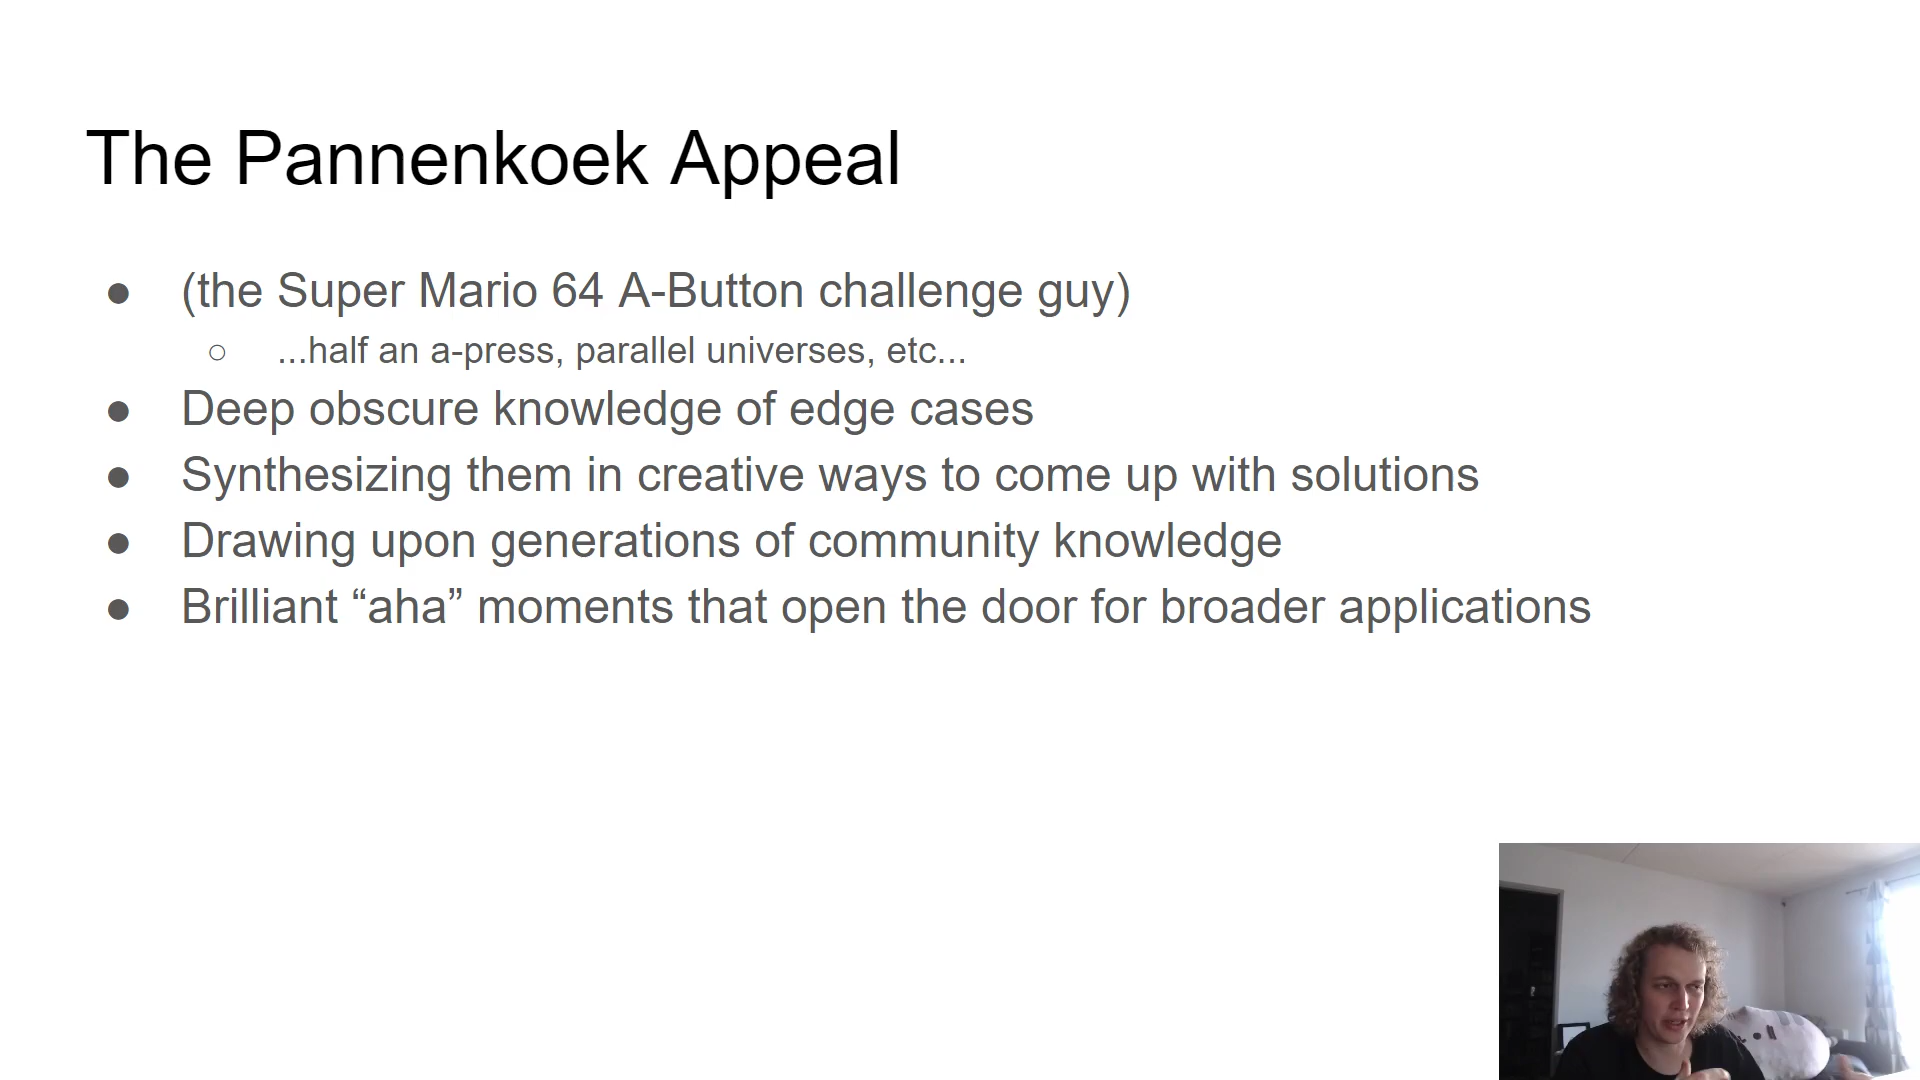 The Pannenkoek Appeal
● (the Super Mario 64 A-Button challenge guy)
○ ...half an a-press, parallel universes, etc...
● Deep obscure knowledge of edge cases
● Synthesizing them in creative ways to come up with solutions
● Drawing upon generations of community knowledge
● Brilliant “aha” moments that open the door for broader applications